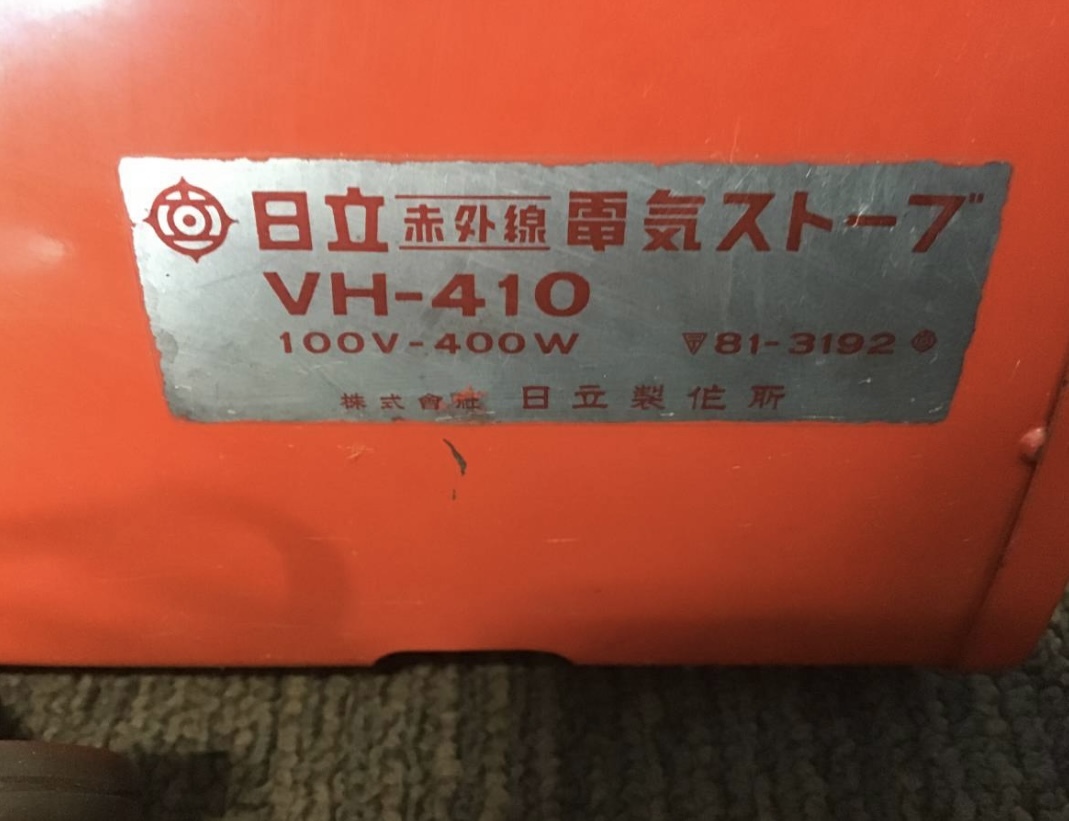 日立赤外線電気ストーブ
VH-410
100V-400W 〒81-3192
株式會社 日立製作所